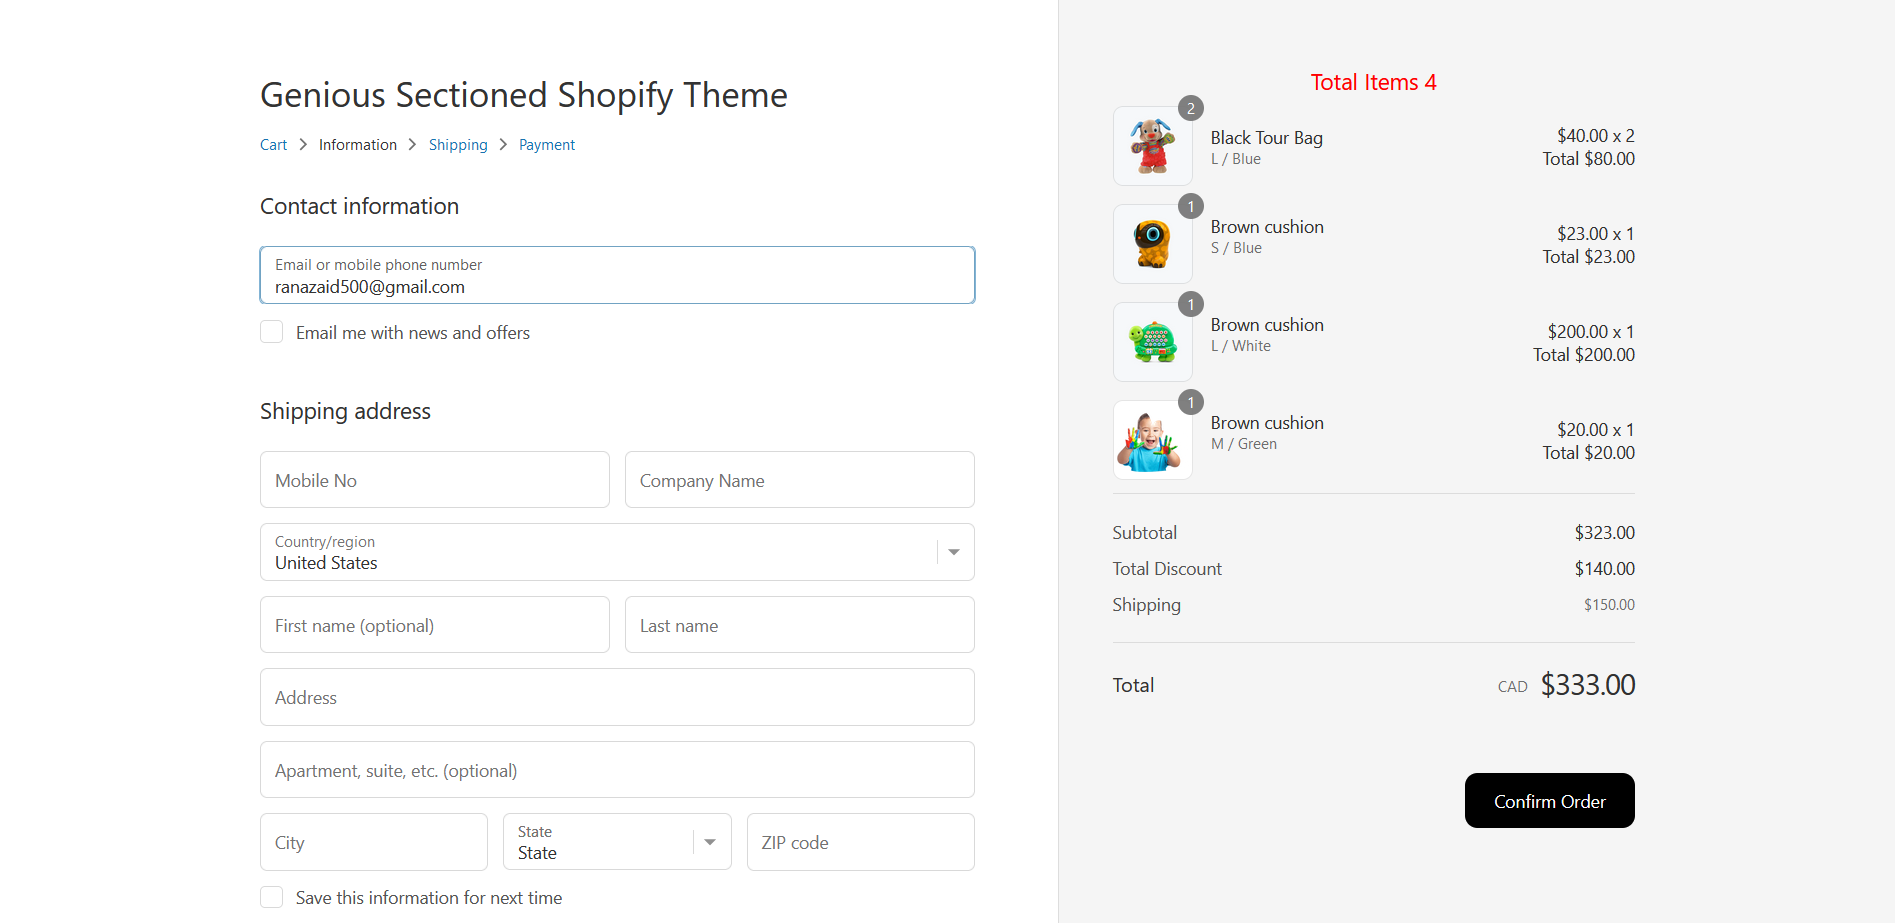 Genious Sectioned Shopify Theme
Cart > Information > Shipping > Payment
Contact information
Email or mobile phone number
ranazaid500@gmail.com
Email me with news and offers
Shipping address
Mobile No
Company Name
Country/region
United States
First name (optional)
Last name
Address
Apartment, suite, etc. (optional)
City
State
State
ZIP code
Save this information for next time
Total Items 4
2
Black Tour Bag
L / Blue
$40.00 x 2
Total $80.00
1
Brown cushion
S / Blue
$23.00 x 1
Total $23.00
1
Brown cushion
L / White
$200.00 x 1
Total $200.00
1
Brown cushion
M / Green
$20.00 x 1
Total $20.00
Subtotal $323.00
Total Discount $140.00
Shipping $150.00
Total CAD $333.00
Confirm Order